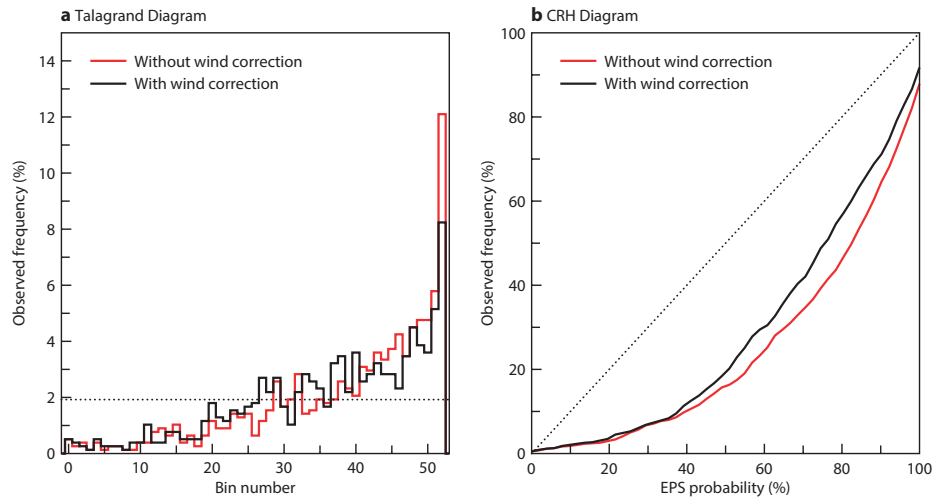 a Talagrand Diagram
14
12
10
8
6
4
2
0
Observed frequency (%)
Without wind correction
With wind correction
0 10 20 30 40 50
Bin number
b CRH Diagram
100
80
60
40
20
0
Observed frequency (%)
Without wind correction
With wind correction
0 20 40 60 80 100
EPS probability (%)